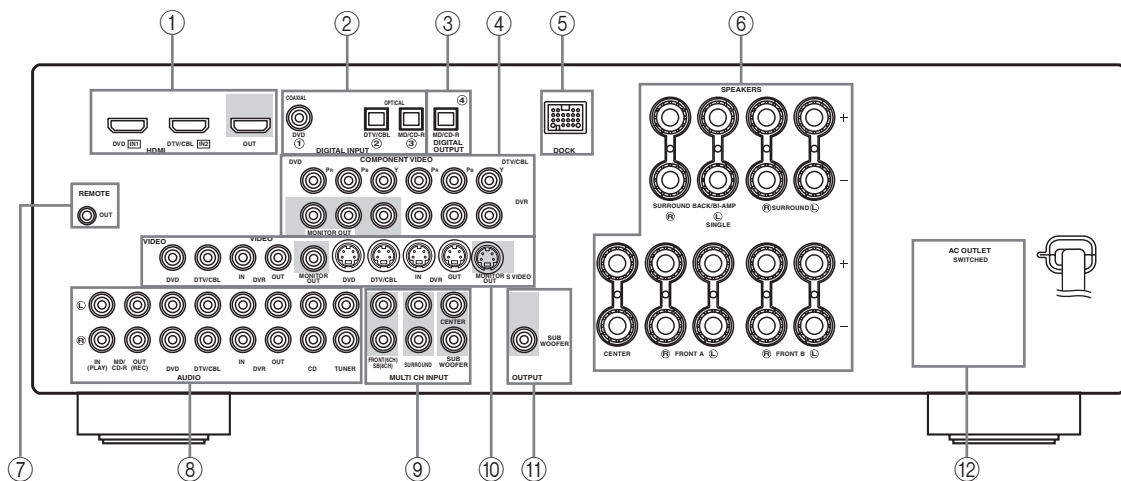 ① ② ③ ④ ⑤ ⑥
SPEAKERS
COAXIAL OPTICAL ④
DVD IN1 DTV/CBL IN2 OUT
HDMI
DVD DTV/CBL MD/CD-R
① ② ③
DIGITAL INPUT
MD/CD-R
DIGITAL
OUTPUT
DOCK
COMPONENT VIDEO
DVD PR PB Y PR PB Y DTV/CBL
DVR
MONITOR OUT
REMOTE
OUT
SURROUND BACK/BI-AMP
R L
SINGLE
R SURROUND L
+
−
VIDEO
VIDEO
DVD DTV/CBL IN DVR OUT
MONITOR
OUT
DVD DTV/CBL IN DVR OUT
MONITOR
OUT
S VIDEO
AC OUTLET
SWITCHED
L
R
IN
(PLAY)
MD/
CD-R
OUT
(REC)
DVD DTV/CBL IN DVR OUT CD TUNER
AUDIO
CENTER
FRONT(6CH)
SB(8CH)
SURROUND
SUB
WOOFER
MULTI CH INPUT
SUB
WOOFER
OUTPUT
+
−
CENTER R FRONT A L R FRONT B L
⑦ ⑧ ⑨ ⑩ ⑪ ⑫